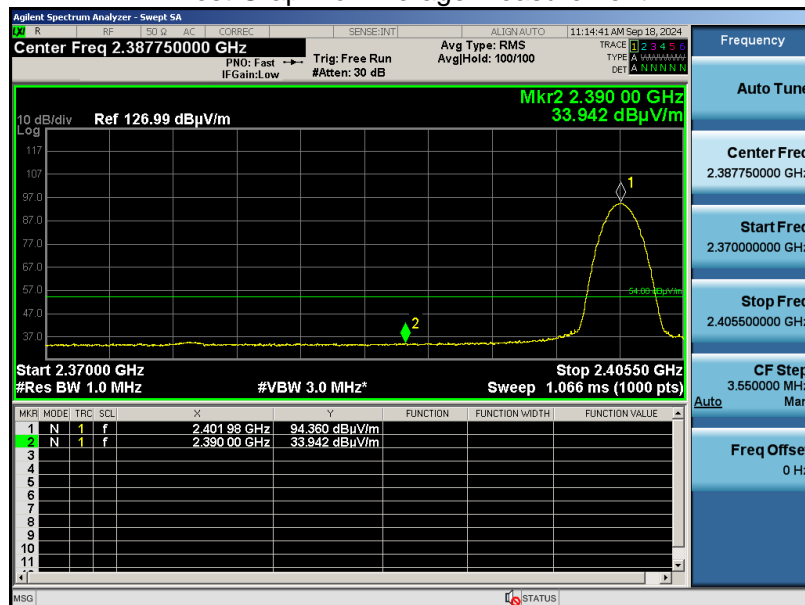 Agilent Spectrum Analyzer - Swept SA
LXI R RF 50 Ω AC CORREC SENSE:INT ALIGN AUTO 11:14:41 AM Sep 18, 2024
Center Freq 2.387750000 GHz
PNO: Fast
IFGain:Low
Trig: Free Run
#Atten: 30 dB
Avg Type: RMS
Avg|Hold: 100/100
TRACE 1 2 3 4 5 6
TYPE A WWWWW
DET A N N N N N
Frequency
Mkr2 2.390 00 GHz
33.942 dBµV/m
10 dB/div Ref 126.99 dBµV/m
Log
117
107
97.0
87.0
77.0
67.0
57.0
47.0
37.0
1
2
54.00 dBµV/m
Start 2.37000 GHz Stop 2.40550 GHz
#Res BW 1.0 MHz #VBW 3.0 MHz* Sweep 1.066 ms (1000 pts)
MKR MODE TRC SCL X Y FUNCTION FUNCTION WIDTH FUNCTION VALUE
1 N 1 f 2.401 98 GHz 94.360 dBµV/m
2 N 1 f 2.390 00 GHz 33.942 dBµV/m
3
4
5
6
7
8
9
10
11
Auto Tune
Center Freq
2.387750000 GHz
Start Freq
2.370000000 GHz
Stop Freq
2.405500000 GHz
CF Step
3.550000 MHz
Auto Man
Freq Offset
0 Hz
MSG STATUS